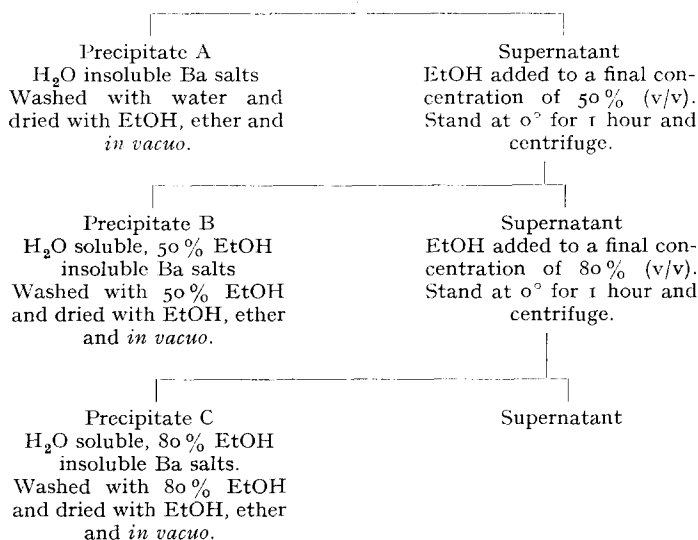 Precipitate A
H₂O insoluble Ba salts
Washed with water and
dried with EtOH, ether and
in vacuo.
Supernatant
EtOH added to a final con-
centration of 50% (v/v).
Stand at 0° for 1 hour and
centrifuge.
Precipitate B
H₂O soluble, 50% EtOH
insoluble Ba salts
Washed with 50% EtOH
and dried with EtOH, ether
and in vacuo.
Supernatant
EtOH added to a final con-
centration of 80% (v/v).
Stand at 0° for 1 hour and
centrifuge.
Precipitate C
H₂O soluble, 80% EtOH
insoluble Ba salts.
Washed with 80% EtOH
and dried with EtOH, ether
and in vacuo.
Supernatant